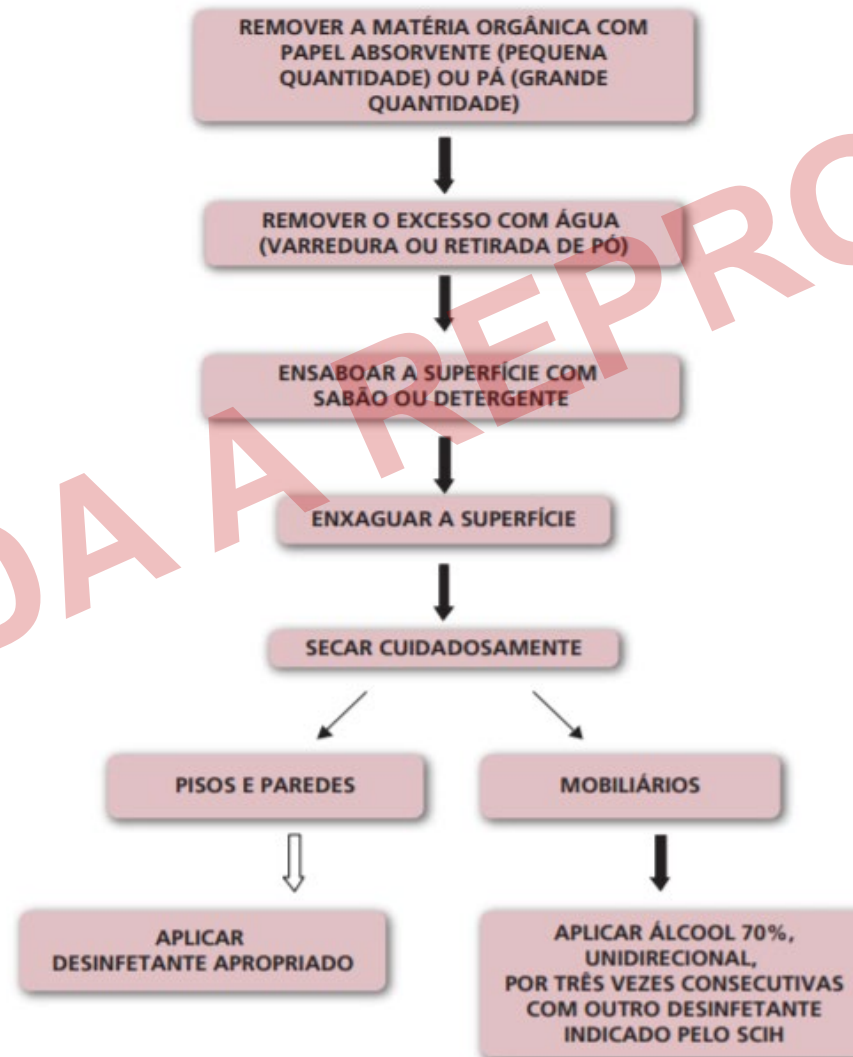 REMOVER A MATÉRIA ORGÂNICA COM
PAPEL ABSORVENTE (PEQUENA
QUANTIDADE) OU PÁ (GRANDE
QUANTIDADE)
REMOVER O EXCESSO COM ÁGUA
(VARREDURA OU RETIRADA DE PÓ)
ENSABOAR A SUPERFÍCIE COM
SABÃO OU DETERGENTE
ENXAGUAR A SUPERFÍCIE
SECAR CUIDADOSAMENTE
PISOS E PAREDES
MOBILIÁRIOS
APLICAR
DESINFETANTE APROPRIADO
APLICAR ÁLCOOL 70%,
UNIDIRECIONAL,
POR TRÊS VEZES CONSECUTIVAS
COM OUTRO DESINFETANTE
INDICADO PELO SCIH
DA A REPRO